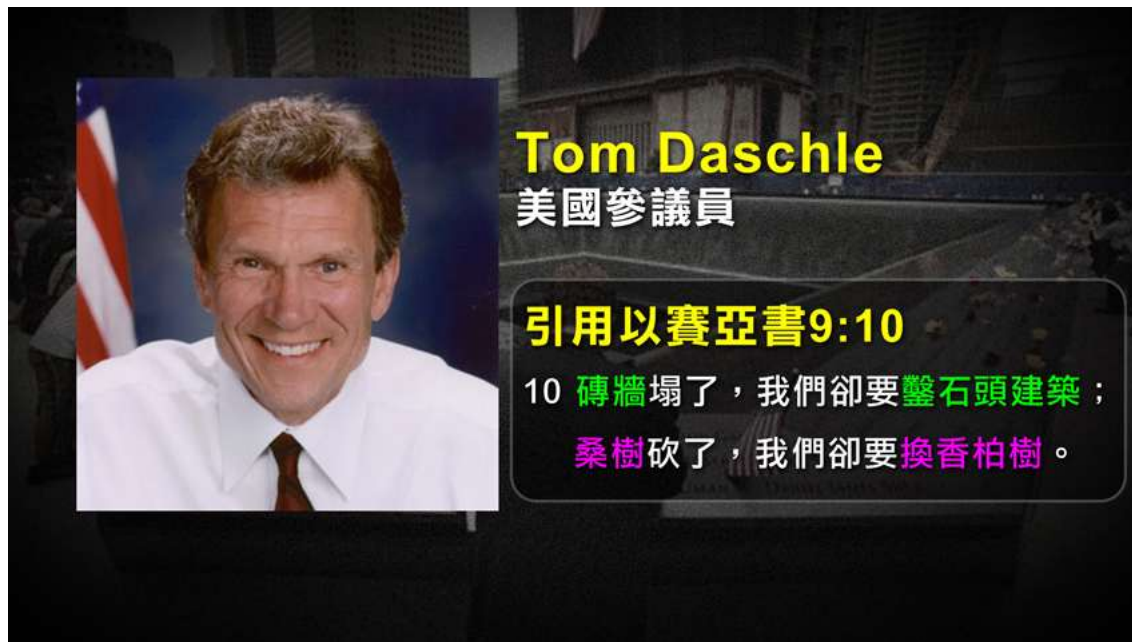 Tom Daschle
美國參議員
引用以賽亞書9:10
10 磚牆塌了，我們卻要鑿石頭建築；
桑樹砍了，我們卻要換香柏樹。